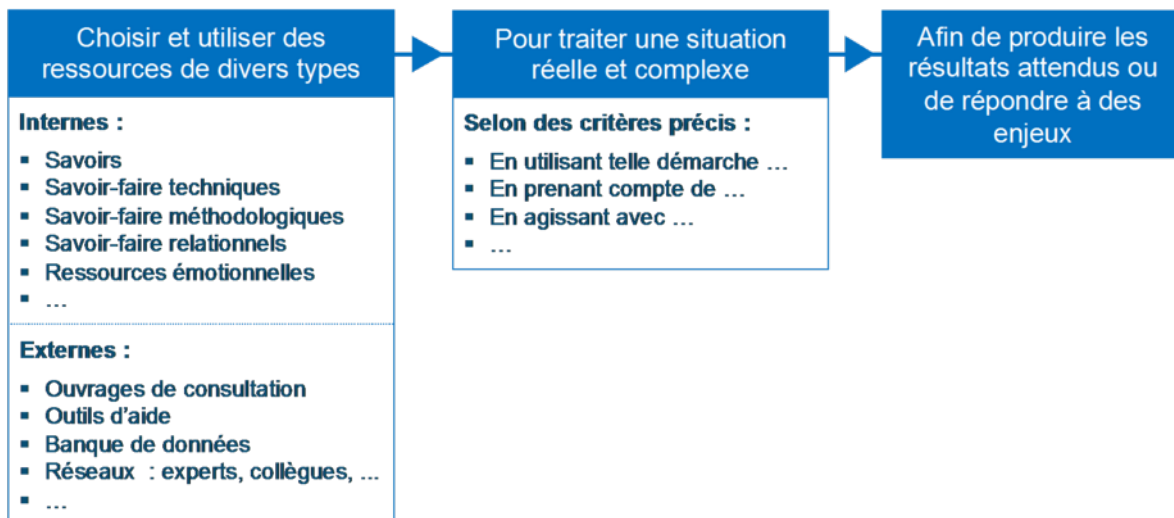 Choisir et utiliser des
ressources de divers types
Internes :
▪ Savoirs
▪ Savoir-faire techniques
▪ Savoir-faire méthodologiques
▪ Savoir-faire relationnels
▪ Ressources émotionnelles
▪ ...
Externes :
▪ Ouvrages de consultation
▪ Outils d'aide
▪ Banque de données
▪ Réseaux : experts, collègues, ...
▪ ...
Pour traiter une situation
réelle et complexe
Selon des critères précis :
▪ En utilisant telle démarche ...
▪ En prenant compte de ...
▪ En agissant avec ...
▪ ...
Afin de produire les
résultats attendus ou
de répondre à des
enjeux